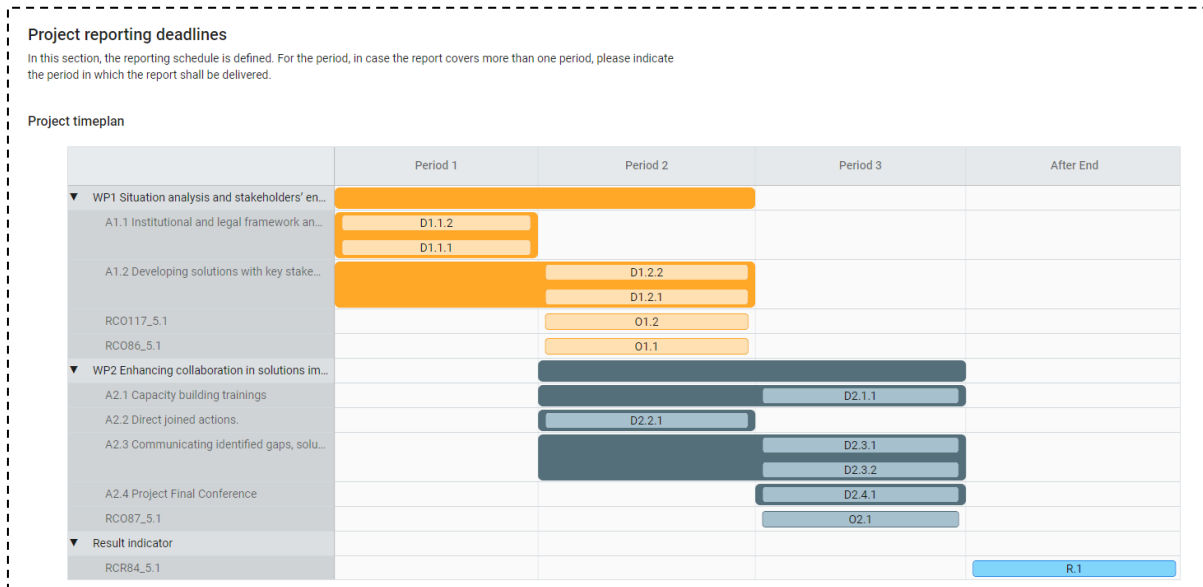 Project reporting deadlines
In this section, the reporting schedule is defined. For the period, in case the report covers more than one period, please indicate
the period in which the report shall be delivered.
Project timeplan
Period 1 Period 2 Period 3 After End
WP1 Situation analysis and stakeholders’ en...
A1.1 Institutional and legal framework an... D1.1.2
D1.1.1
A1.2 Developing solutions with key stake... D1.2.2
D1.2.1
RCO117_5.1 O1.2
RCO86_5.1 O1.1
WP2 Enhancing collaboration in solutions im...
A2.1 Capacity building trainings D2.1.1
A2.2 Direct joined actions. D2.2.1
A2.3 Communicating identified gaps, solu... D2.3.1
D2.3.2
A2.4 Project Final Conference D2.4.1
RCO87_5.1 O2.1
Result indicator
RCR84_5.1 R.1